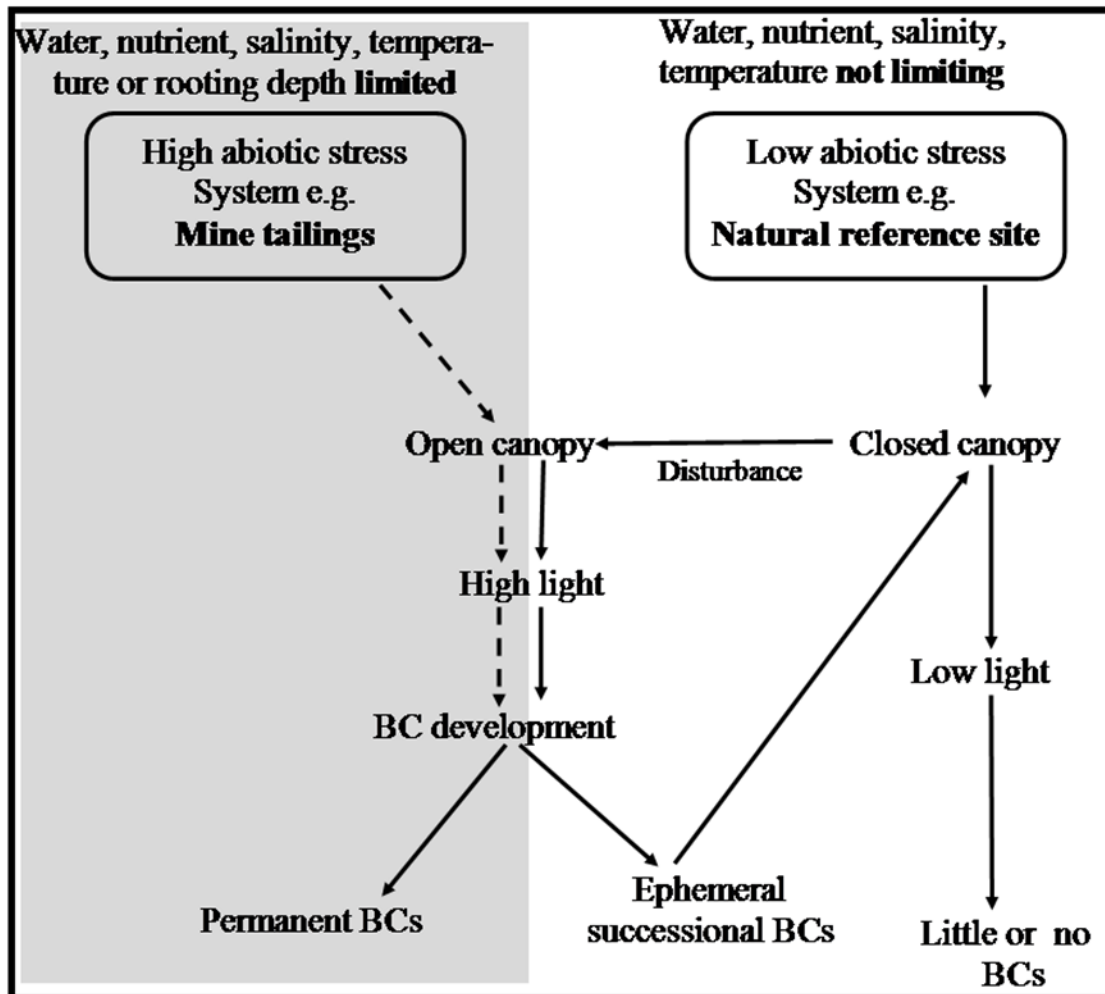 Water, nutrient, salinity, tempera-
ture or rooting depth limited
Water, nutrient, salinity,
temperature not limiting
High abiotic stress
System e.g.
Mine tailings
Low abiotic stress
System e.g.
Natural reference site
Open canopy
Disturbance
Closed canopy
High light
Low light
BC development
Permanent BCs
Ephemeral
successional BCs
Little or no
BCs